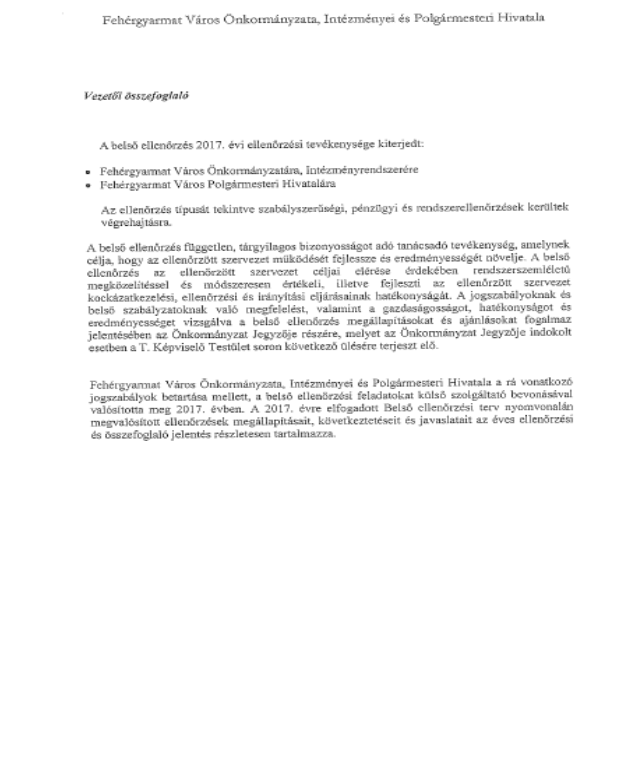 Fehérgyarmat Város Önkormányzata, Intézményei és Polgármesteri Hivatala
Vezetői összefoglaló
A belső ellenőrzés 2017. évi ellenőrzési tevékenysége kiterjedt:
▪ Fehérgyarmat Város Önkormányzatára, Intézményrendszerére
• Fehérgyarmat Város Polgármesteri Hivatalára
Az ellenőrzés típusát tekintve szabályszerűségi, pénzügyi és rendszerellenőrzések kerültek
végrehajtásra.
A belső ellenőrzés független, tárgyilagos bizonyosságot adó tanácsadó tevékenység, amelynek
célja, hogy az ellenőrzött szervezet működését fejlessze és eredményességét növelje. A belső
ellenőrzés az ellenőrzött szervezet céljai elérése érdekében rendszerszemléletű
megközelítéssel és módszeresen értékeli, illetve fejleszti az ellenőrzött szervezet
kockázatkezelési, ellenőrzési és irányítási eljárásainak hatékonyságát. A jogszabályoknak és
belső szabályzatoknak való megfelelést, valamint a gazdaságosságot, hatékonyságot és
eredményességet vizsgálva a belső ellenőrzés megállapításokat és ajánlásokat fogalmaz
jelentésében az Önkormányzat Jegyzője részére, melyet az Önkormányzat Jegyzője indokolt
esetben a T. Képviselő Testület soron következő ülésére terjeszt elő.
Fehérgyarmat Város Önkormányzata, Intézményei és Polgármesteri Hivatala a rá vonatkozó
jogszabályok betartása mellett, a belső ellenőrzési feladatokat külső szolgáltató bevonásával
valósította meg 2017. évben. A 2017. évre elfogadott Belső ellenőrzési terv nyomvonalán
megvalósított ellenőrzések megállapításait, következtetéseit és javaslatait az éves ellenőrzési
és összefoglaló jelentés részletesen tartalmazza.